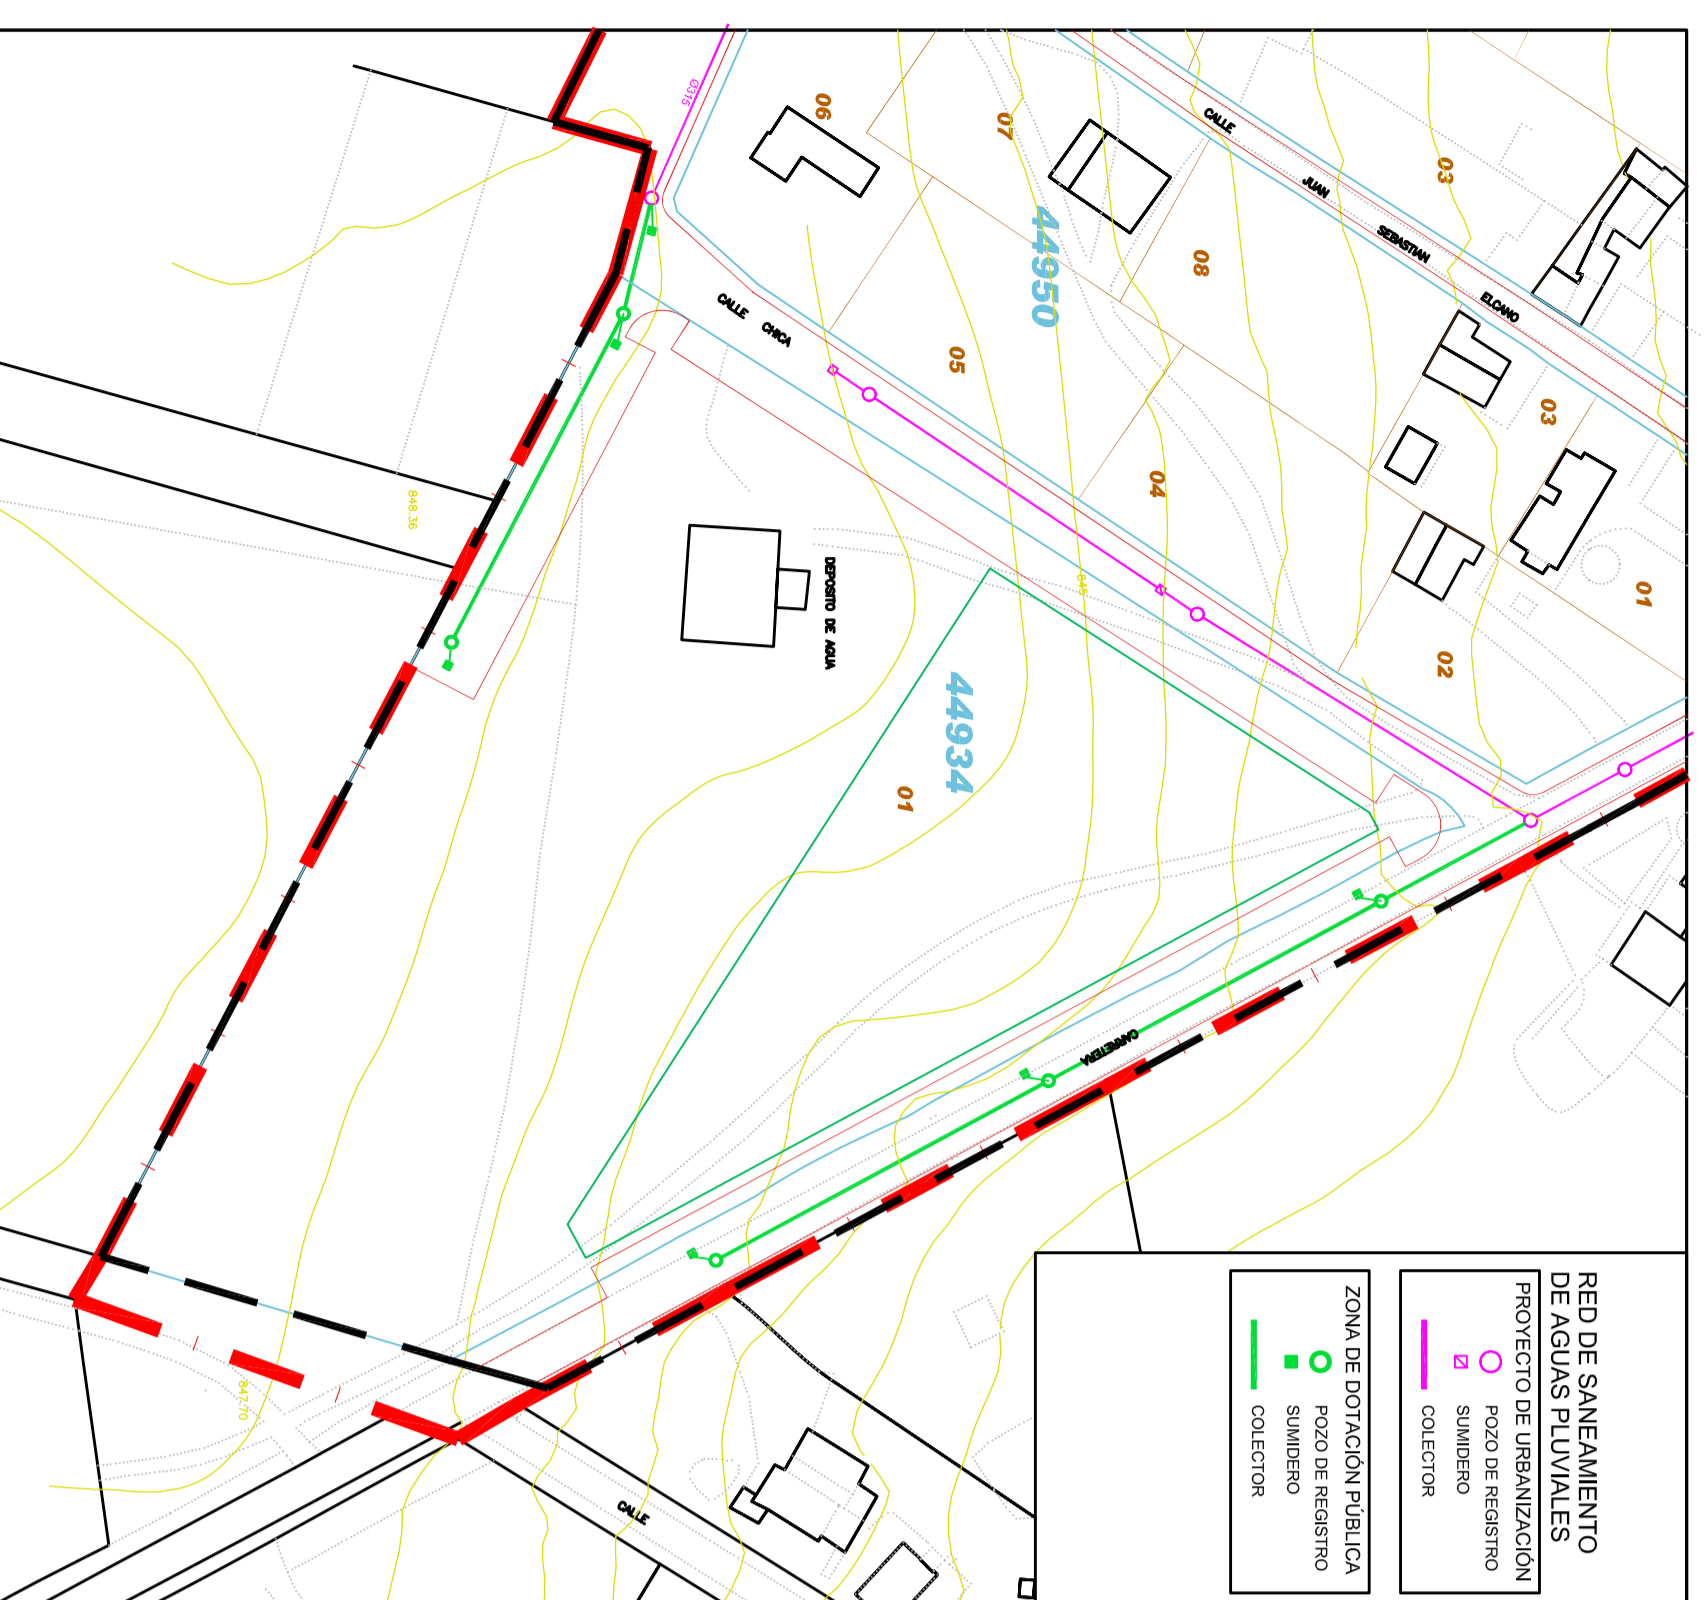 RED DE SANEAMIENTO
DE AGUAS PLUVIALES
PROYECTO DE URBANIZACIÓN
POZO DE REGISTRO
SUMIDERO
COLECTOR
ZONA DE DOTACIÓN PÚBLICA
POZO DE REGISTRO
SUMIDERO
COLECTOR
CALLE JUAN SEBASTIAN ELCANO
CALLE CHICA
DEPOSITO DE AGUA
CARRETERA
CALLE
44950
44934
Ø315
06
07
08
03
03
05
04
01
02
01
845
848.36
847.70